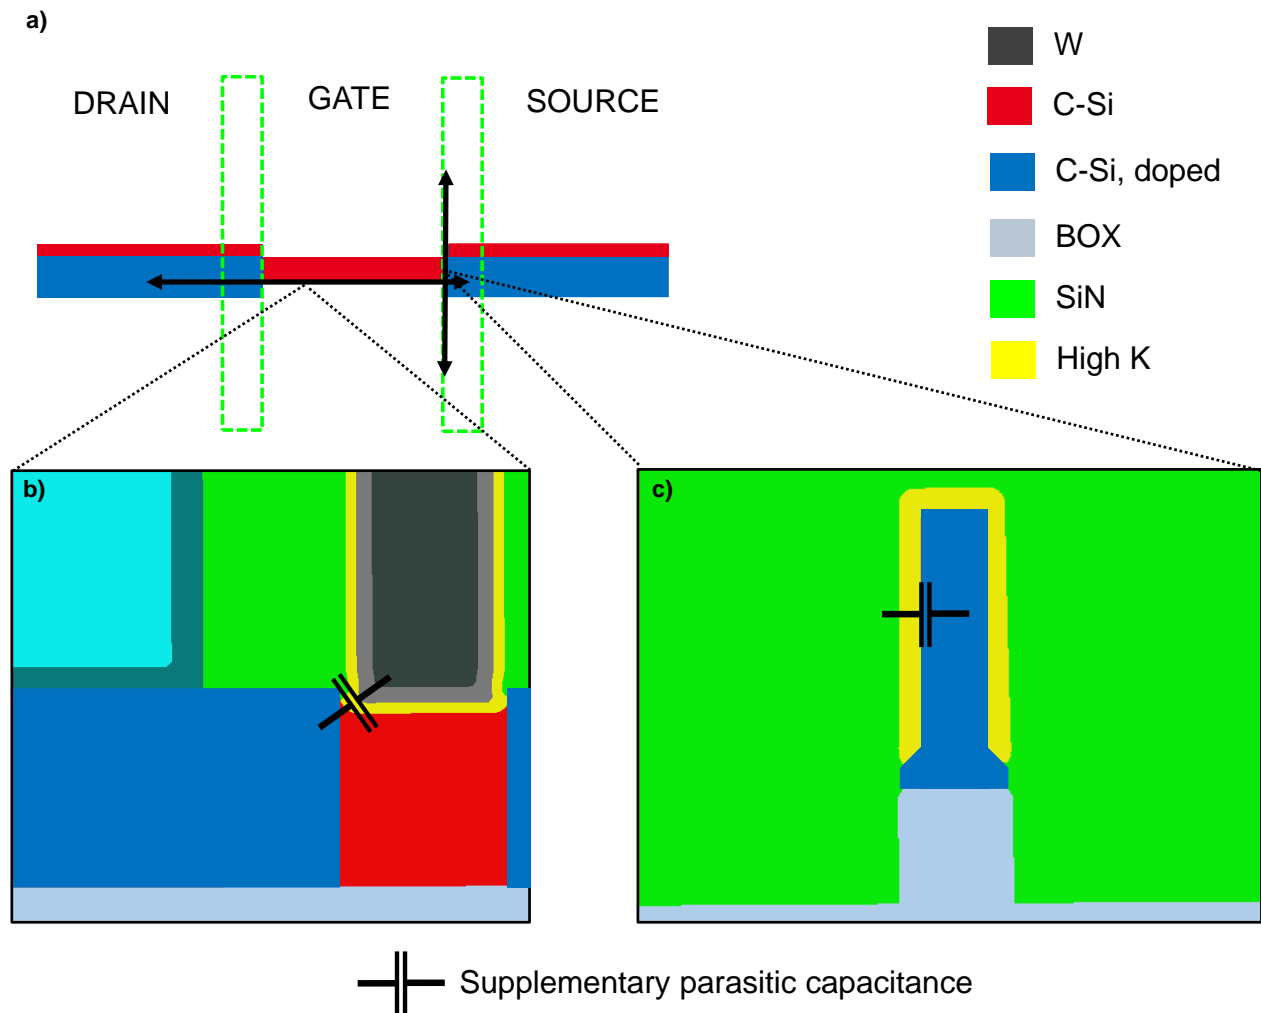 a)
DRAIN
GATE
SOURCE
W
C-Si
C-Si, doped
BOX
SiN
High K
b)
c)
Supplementary parasitic capacitance